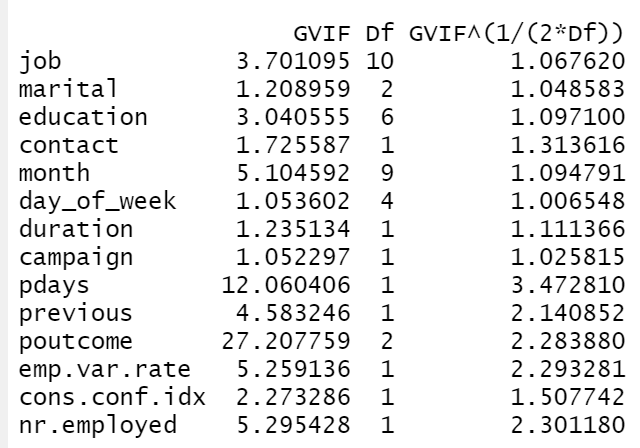 GVIF Df GVIF^(1/(2*Df))
job 3.701095 10 1.067620
marital 1.208959 2 1.048583
education 3.040555 6 1.097100
contact 1.725587 1 1.313616
month 5.104592 9 1.094791
day_of_week 1.053602 4 1.006548
duration 1.235134 1 1.111366
campaign 1.052297 1 1.025815
pdays 12.060406 1 3.472810
previous 4.583246 1 2.140852
poutcome 27.207759 2 2.283880
emp.var.rate 5.259136 1 2.293281
cons.conf.idx 2.273286 1 1.507742
nr.employed 5.295428 1 2.301180